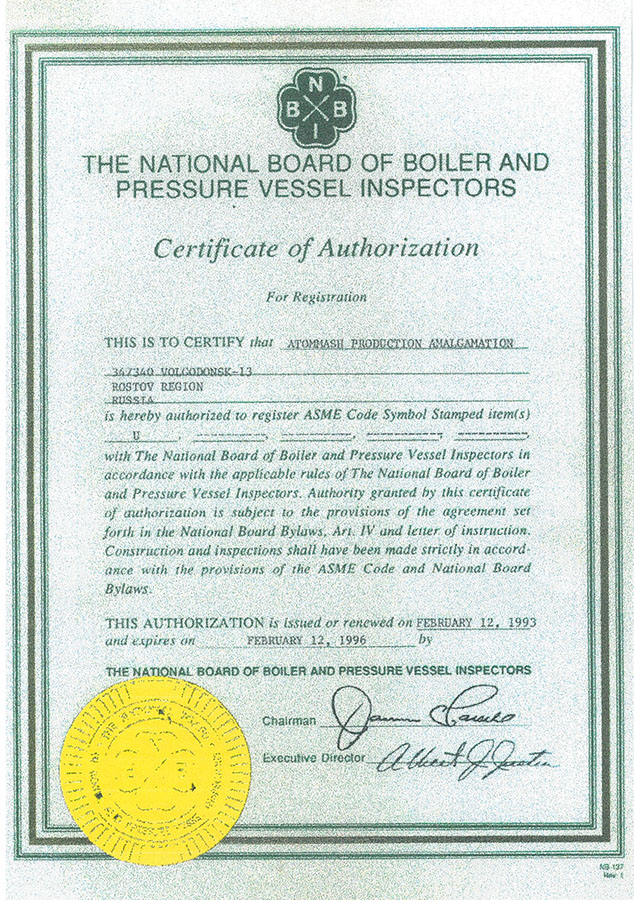 N
B B
I
THE NATIONAL BOARD OF BOILER AND
PRESSURE VESSEL INSPECTORS
Certificate of Authorization
For Registration
THIS IS TO CERTIFY that ATOMMASH PRODUCTION AMALGAMATION
347340 VOLGODONSK-13
ROSTOV REGION
RUSSIA
is hereby authorized to register ASME Code Symbol Stamped item(s)
U , ----------, ----------, ----------, ----------,
with The National Board of Boiler and Pressure Vessel Inspectors in
accordance with the applicable rules of The National Board of Boiler
and Pressure Vessel Inspectors. Authority granted by this certificate
of authorization is subject to the provisions of the agreement set
forth in the National Board Bylaws, Art. IV and letter of instruction.
Construction and inspections shall have been made strictly in accord-
ance with the provisions of the ASME Code and National Board
Bylaws.
THIS AUTHORIZATION is issued or renewed on FEBRUARY 12, 1993
and expires on FEBRUARY 12, 1996 by
THE NATIONAL BOARD OF BOILER AND PRESSURE VESSEL INSPECTORS
Chairman
Executive Director Albert J
NB-137
Rev. 1